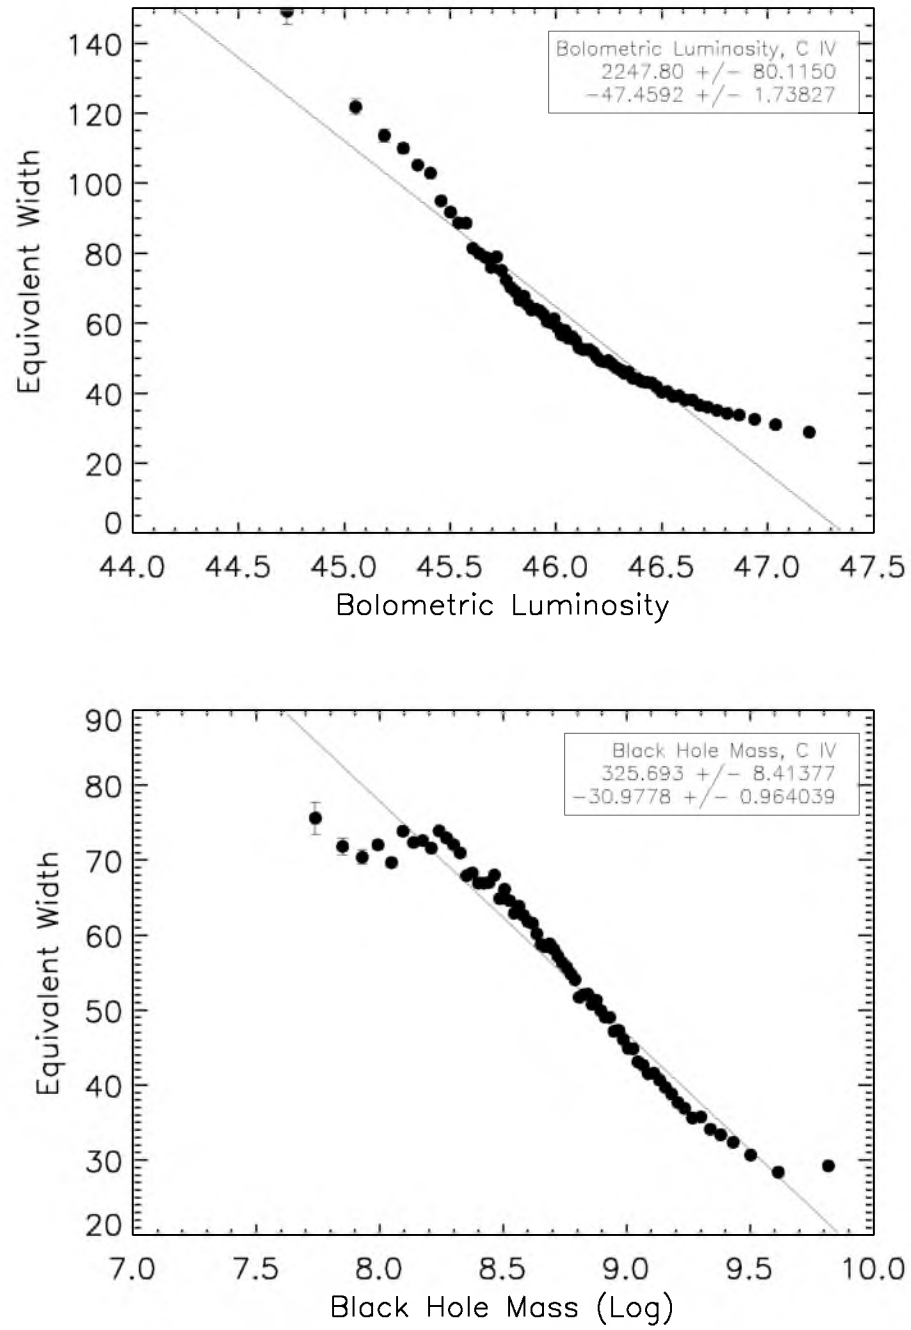 140
120
100
80
60
40
20
0
Equivalent Width
Bolometric Luminosity, C IV
2247.80 +/- 80.1150
-47.4592 +/- 1.73827
44.0 44.5 45.0 45.5 46.0 46.5 47.0 47.5
Bolometric Luminosity
90
80
70
60
50
40
30
20
Equivalent Width
Black Hole Mass, C IV
325.693 +/- 8.41377
-30.9778 +/- 0.964039
7.0 7.5 8.0 8.5 9.0 9.5 10.0
Black Hole Mass (Log)